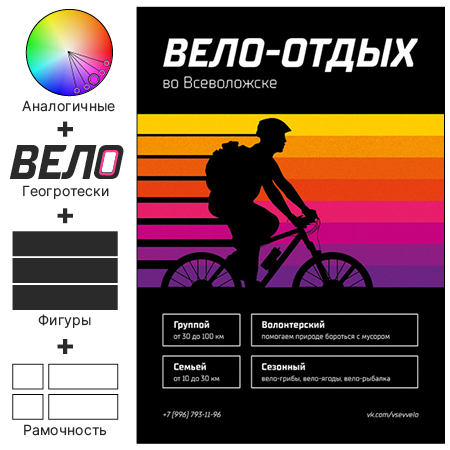 Аналогичные
+
ВЕЛО
Геогротески
+
Фигуры
+
Рамочность
ВЕЛО-ОТДЫХ
во Всеволожске
Группой
от 30 до 100 км
Волонтерский
помогаем природе бороться с мусором
Семьей
от 10 до 30 км
Сезонный
вело-грибы, вело-ягоды, вело-рыбалка
+7 (996) 793-11-96
vk.com/vsevvelo